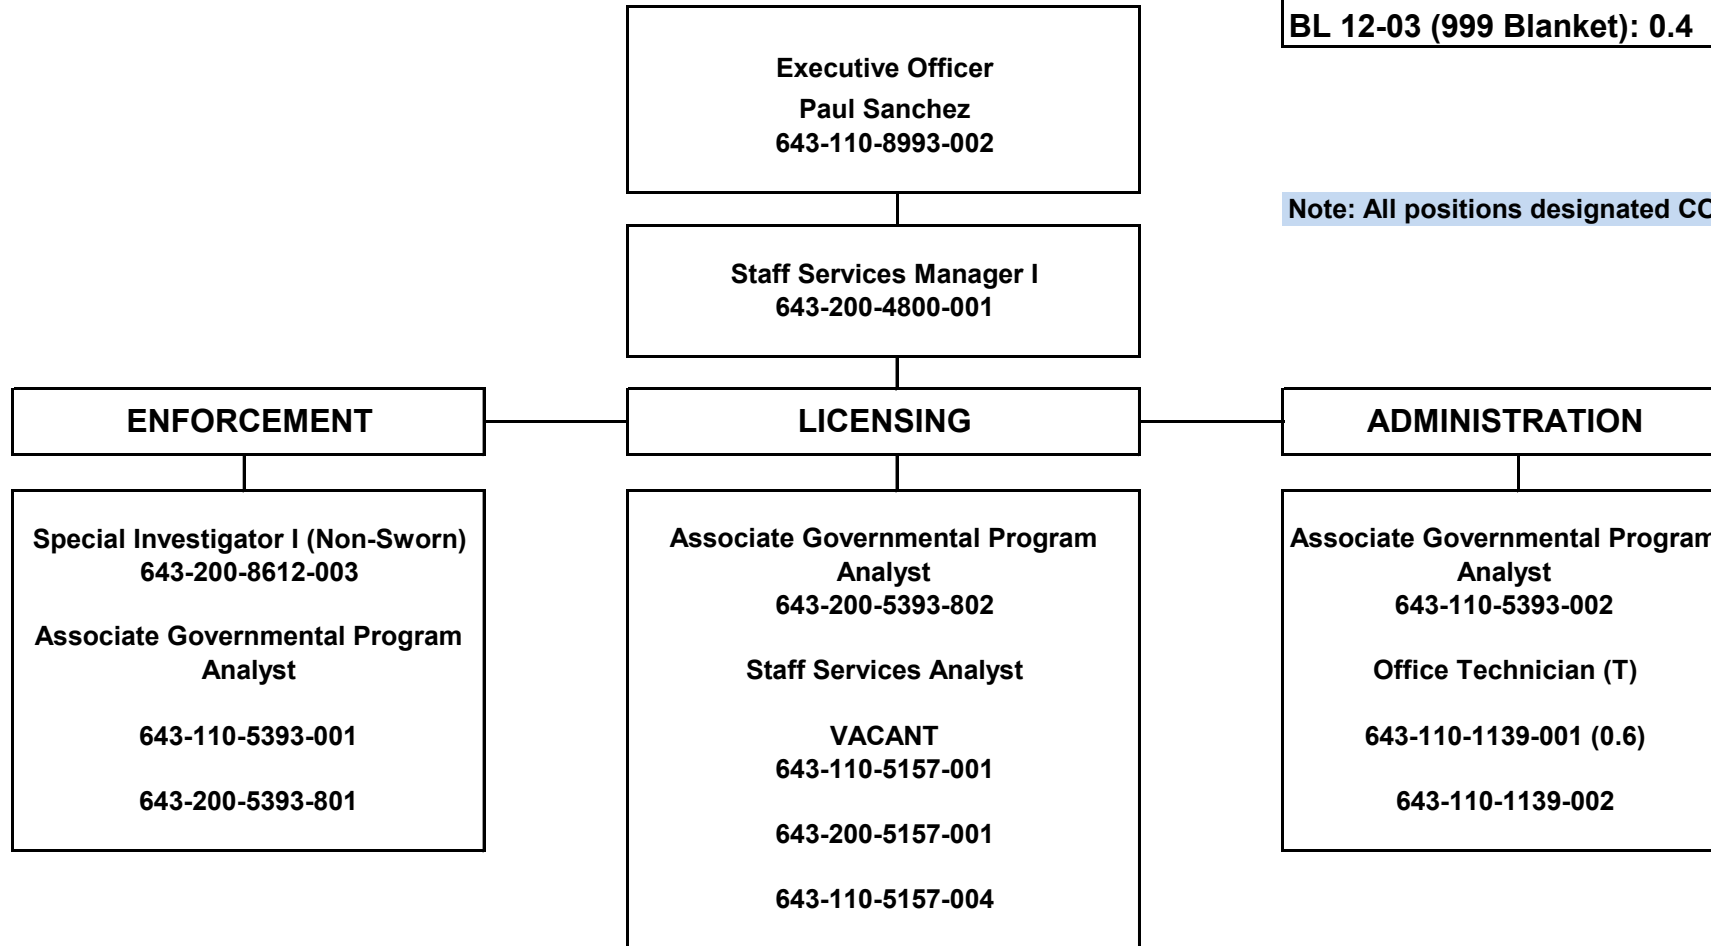 BL 12-03 (999 Blanket): 0.4
Executive Officer
Paul Sanchez
643-110-8993-002
Note: All positions designated
Staff Services Manager I
643-200-4800-001
ENFORCEMENT
LICENSING
ADMINISTRATION
Special Investigator I (Non-Sworn)
643-200-8612-003
Associate Governmental Program
Analyst
643-110-5393-001
643-200-5393-801
Associate Governmental Program
Analyst
643-200-5393-802
Staff Services Analyst
VACANT
643-110-5157-001
643-200-5157-001
643-110-5157-004
Associate Governmental Program
Analyst
643-110-5393-002
Office Technician (T)
643-110-1139-001 (0.6)
643-110-1139-002